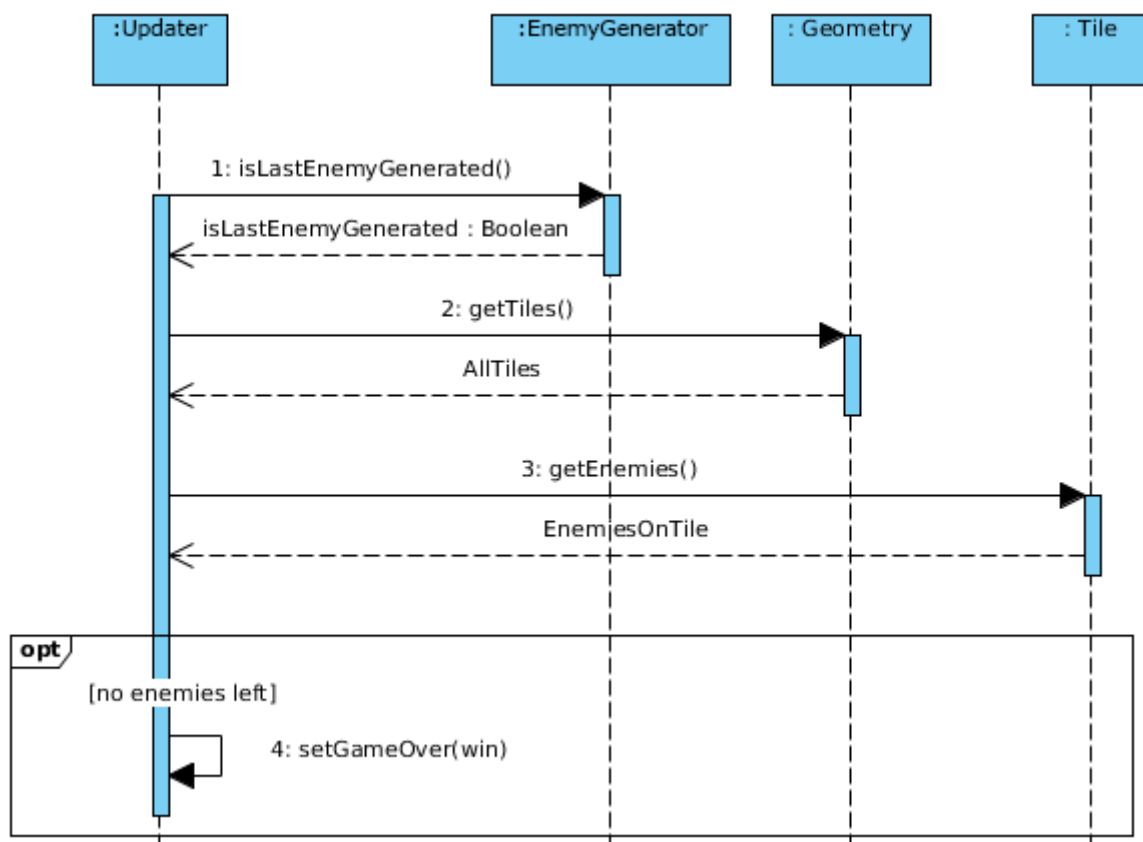 :Updater
:EnemyGenerator
: Geometry
: Tile
1: isLastEnemyGenerated()
isLastEnemyGenerated : Boolean
2: getTiles()
AllTiles
3: getEnemies()
EnemiesOnTile
opt
[no enemies left]
4: setGameOver(win)